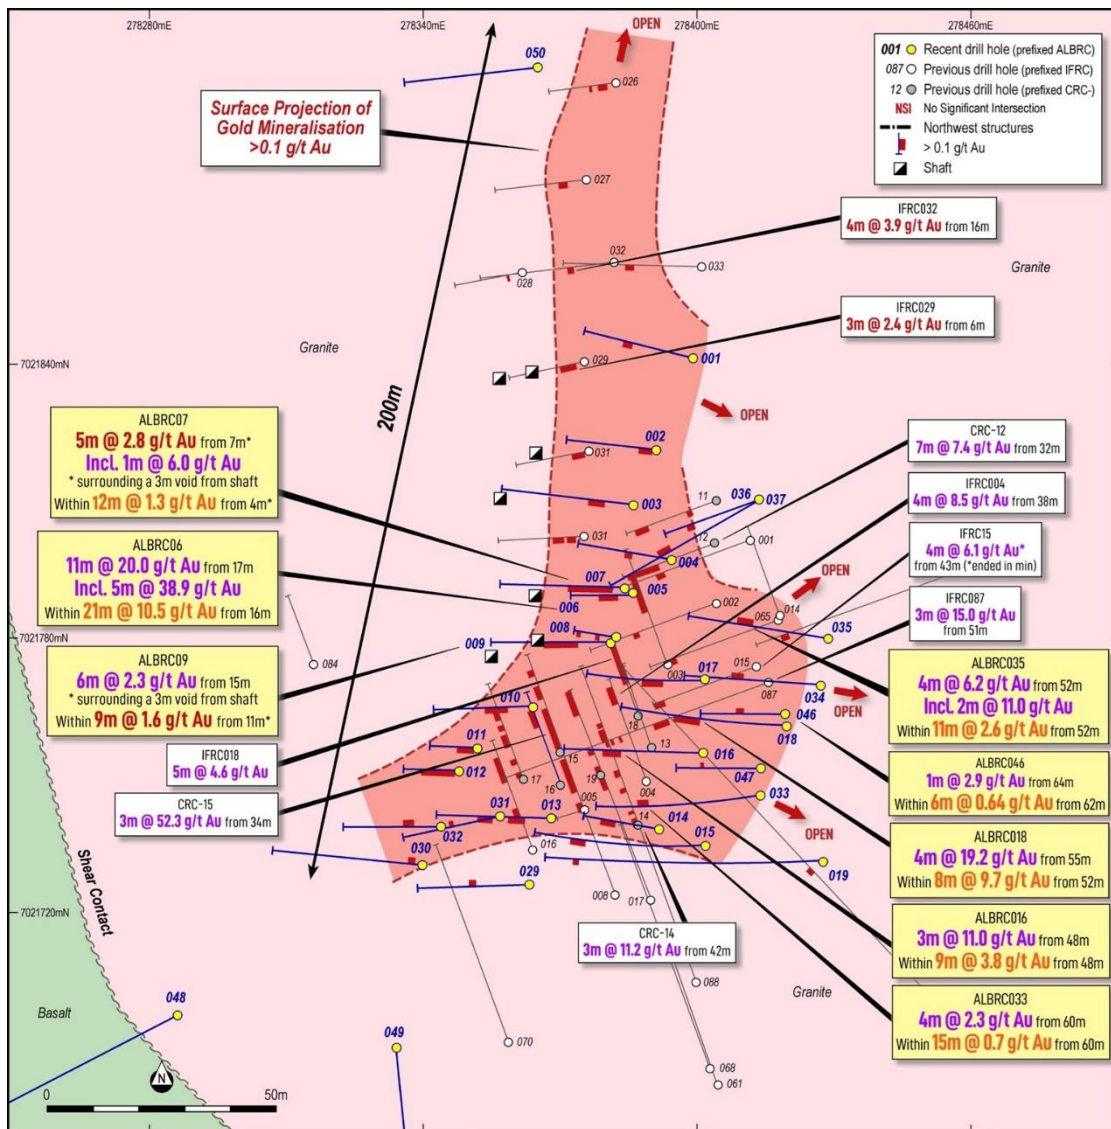 278280mE
278340mE
278400mE
278460mE
001 Recent drill hole (prefixed ALBRC)
087 Previous drill hole (prefixed IFRC)
12 Previous drill hole (prefixed CRC-)
NSI No Significant Intersection
Northwest structures
> 0.1 g/t Au
Shaft
OPEN
050
026
Surface Projection of
Gold Mineralisation
>0.1 g/t Au
027
IFRC032
4m @ 3.9 g/t Au from 16m
032
033
028
Granite
IFRC029
3m @ 2.4 g/t Au from 6m
Granite
7021840mN
029
001
200m
OPEN
ALBRC07
5m @ 2.8 g/t Au from 7m*
Incl. 1m @ 6.0 g/t Au
* surrounding a 3m void from shaft
Within 12m @ 1.3 g/t Au from 4m*
CRC-12
7m @ 7.4 g/t Au from 32m
002
031
003
11
036
037
IFRC004
4m @ 8.5 g/t Au from 38m
IFRC15
4m @ 6.1 g/t Au*
from 43m (*ended in min)
031
12
001
004
ALBRC06
11m @ 20.0 g/t Au from 17m
Incl. 5m @ 38.9 g/t Au
Within 21m @ 10.5 g/t Au from 16m
007
005
006
OPEN
IFRC087
3m @ 15.0 g/t Au
from 51m
002
014
065
035
7021780mN
008
009
084
003
015
017
087
034
OPEN
ALBRC09
6m @ 2.3 g/t Au from 15m
* surrounding a 3m void from shaft
Within 9m @ 1.6 g/t Au from 11m*
ALBRC035
4m @ 6.2 g/t Au from 52m
Incl. 2m @ 11.0 g/t Au
Within 11m @ 2.6 g/t Au from 52m
010
18
046
018
011
13
15
016
IFRC018
5m @ 4.6 g/t Au
012
17
16
19
004
047
ALBRC046
1m @ 2.9 g/t Au from 64m
Within 6m @ 0.64 g/t Au from 62m
CRC-15
3m @ 52.3 g/t Au from 34m
033
005
031
013
14
014
OPEN
032
015
016
030
019
ALBRC018
4m @ 19.2 g/t Au from 55m
Within 8m @ 9.7 g/t Au from 52m
029
008
017
Shear Contact
7021720mN
CRC-14
3m @ 11.2 g/t Au from 42m
ALBRC016
3m @ 11.0 g/t Au from 48m
Within 9m @ 3.8 g/t Au from 48m
088
Granite
048
Basalt
049
070
ALBRC033
4m @ 2.3 g/t Au from 60m
Within 15m @ 0.7 g/t Au from 60m
068
061
N
0
50m